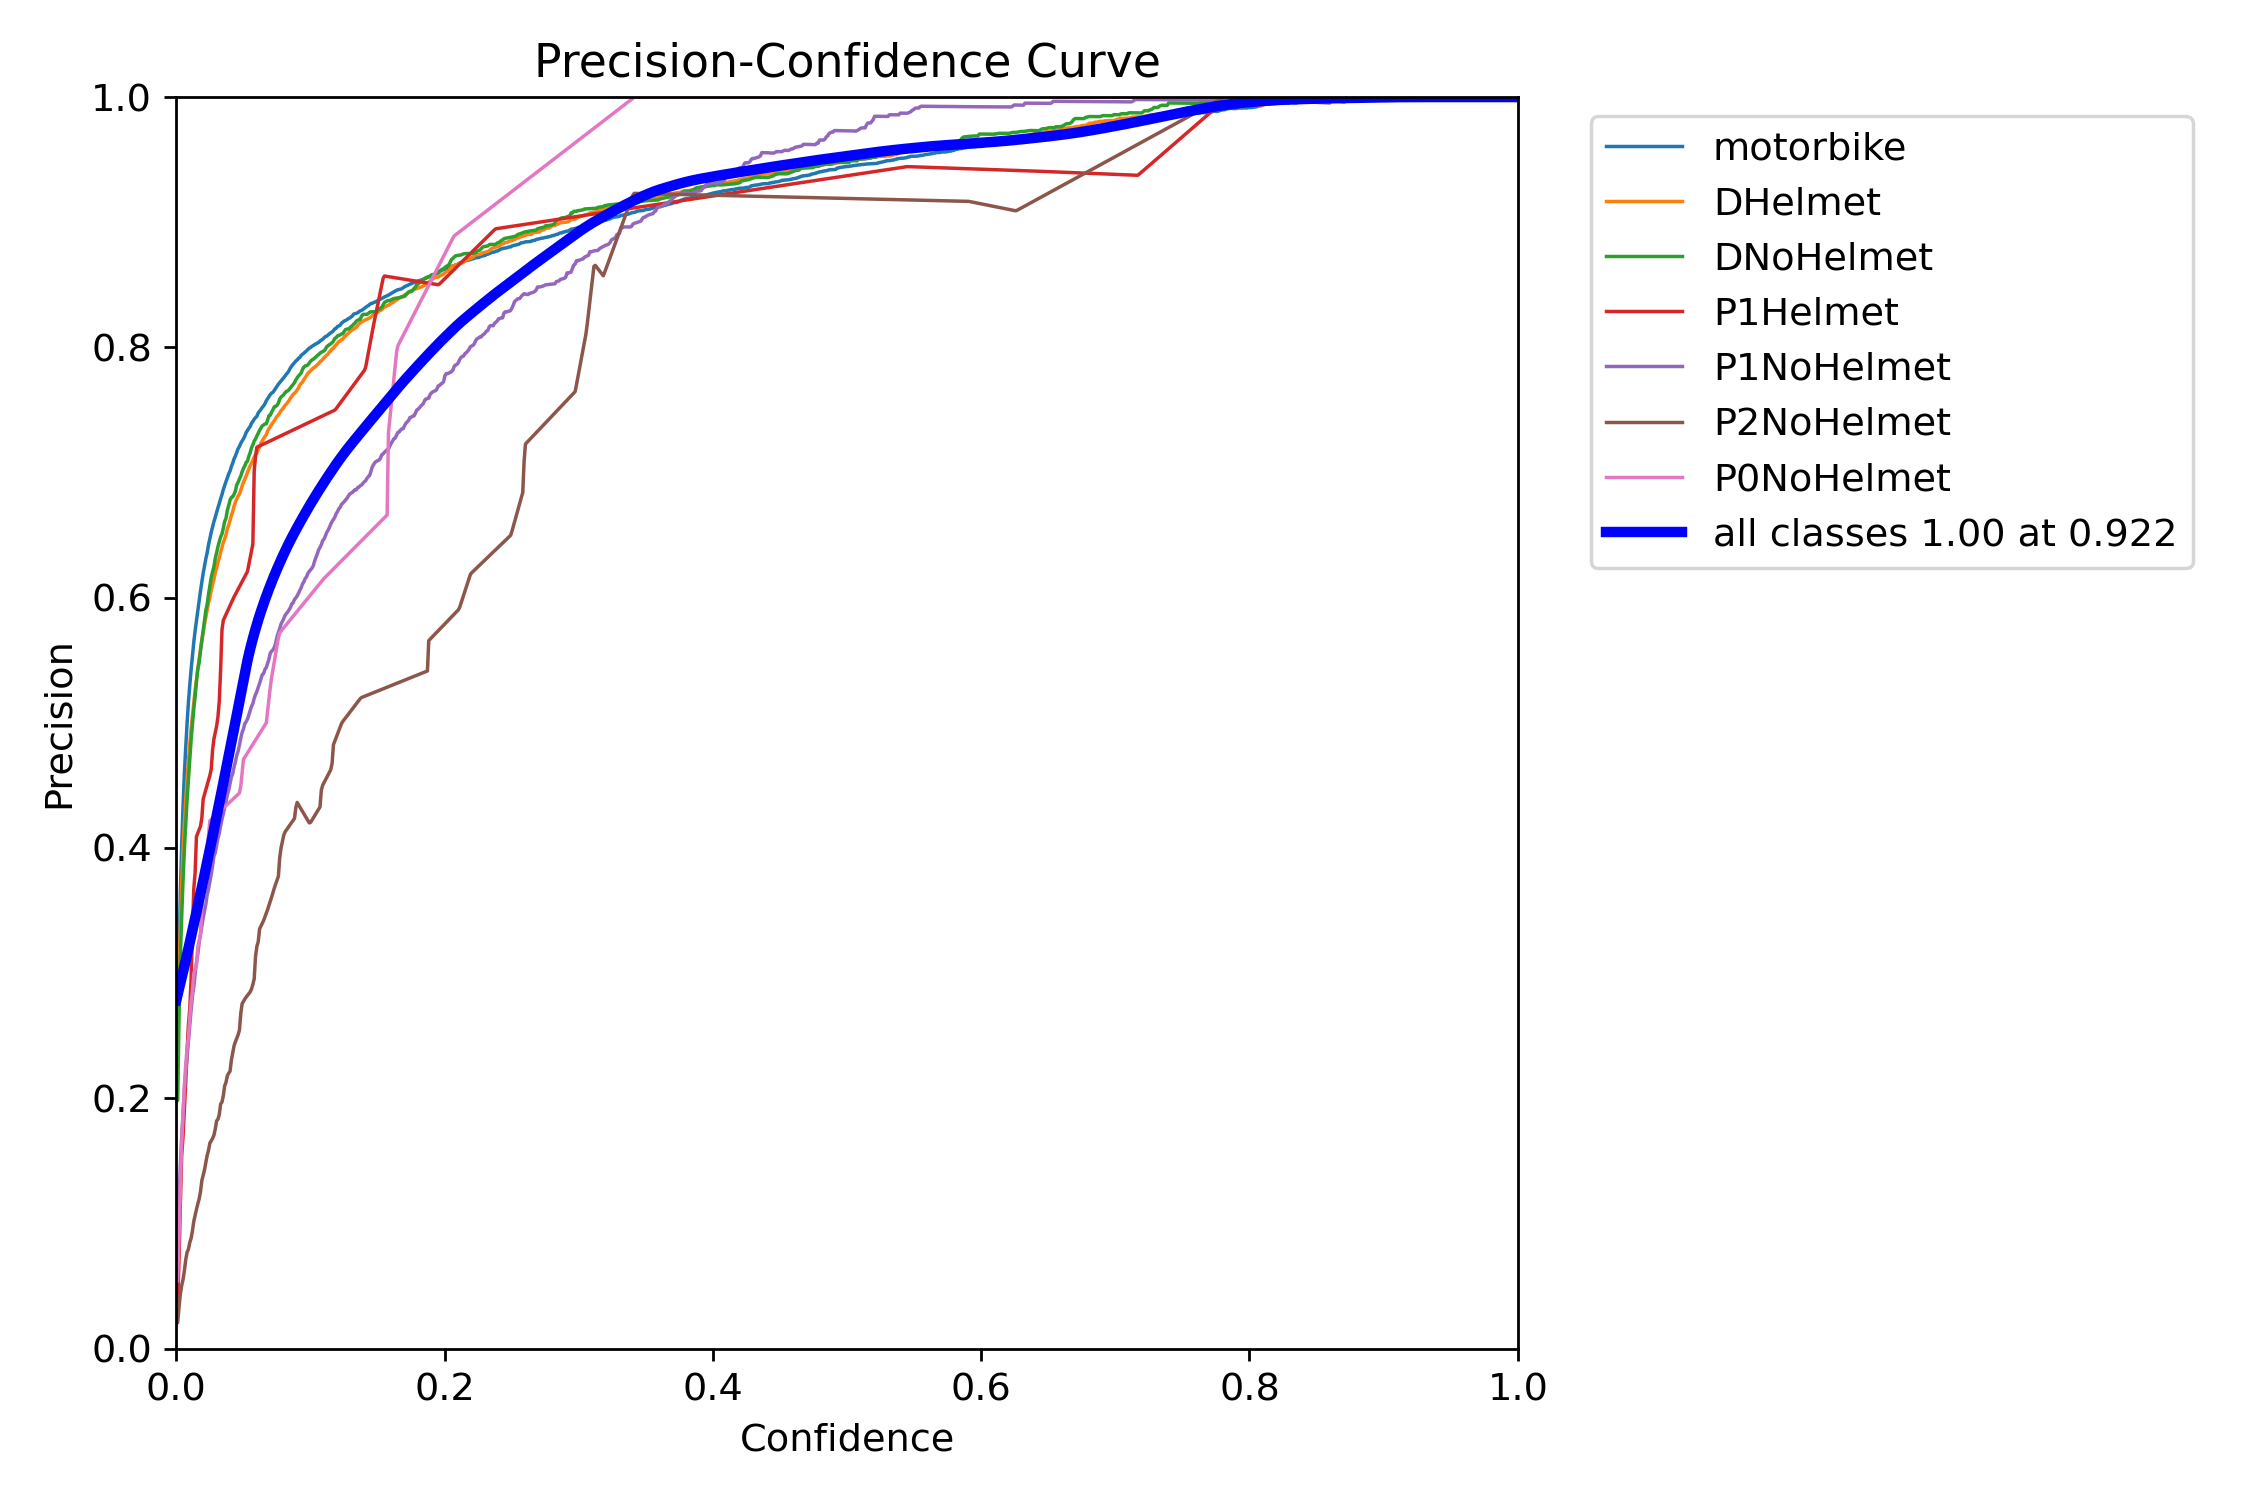 Precision-Confidence Curve
1.0
0.8
0.6
0.4
0.2
0.0
Precision
0.0 0.2 0.4 0.6 0.8 1.0
Confidence
motorbike
DHelmet
DNoHelmet
P1Helmet
P1NoHelmet
P2NoHelmet
P0NoHelmet
all classes 1.00 at 0.922